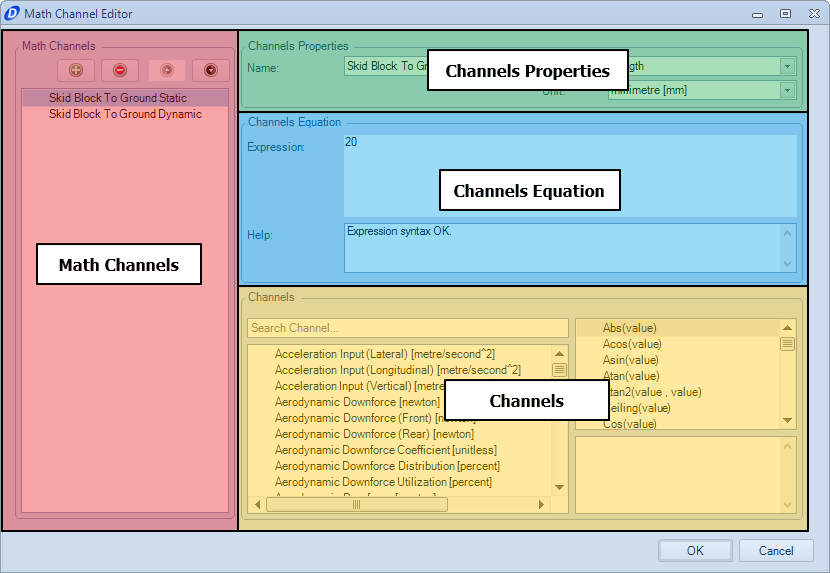 Math Channel Editor
Math Channels
Skid Block To Ground Static
Skid Block To Ground Dynamic
Math Channels
Channels Properties
Name:
Skid Block To
Channels Properties
Unit:
millimetre [mm]
Channels Equation
Expression:
20
Channels Equation
Help:
Expression syntax OK.
Channels
Search Channel...
Acceleration Input (Lateral) [metre/second^2]
Acceleration Input (Longitudinal) [metre/second^2]
Acceleration Input (Vertical)
Aerodynamic Downforce [newton]
Aerodynamic Downforce (Front)
Aerodynamic Downforce (Rear) [newton]
Aerodynamic Downforce Coefficient [unitless]
Aerodynamic Downforce Distribution [percent]
Aerodynamic Downforce Utilization [percent]
Channels
Abs(value)
Acos(value)
Asin(value)
Atan(value)
Atan2(value , value)
Ceiling(value)
Cos(value)
OK
Cancel